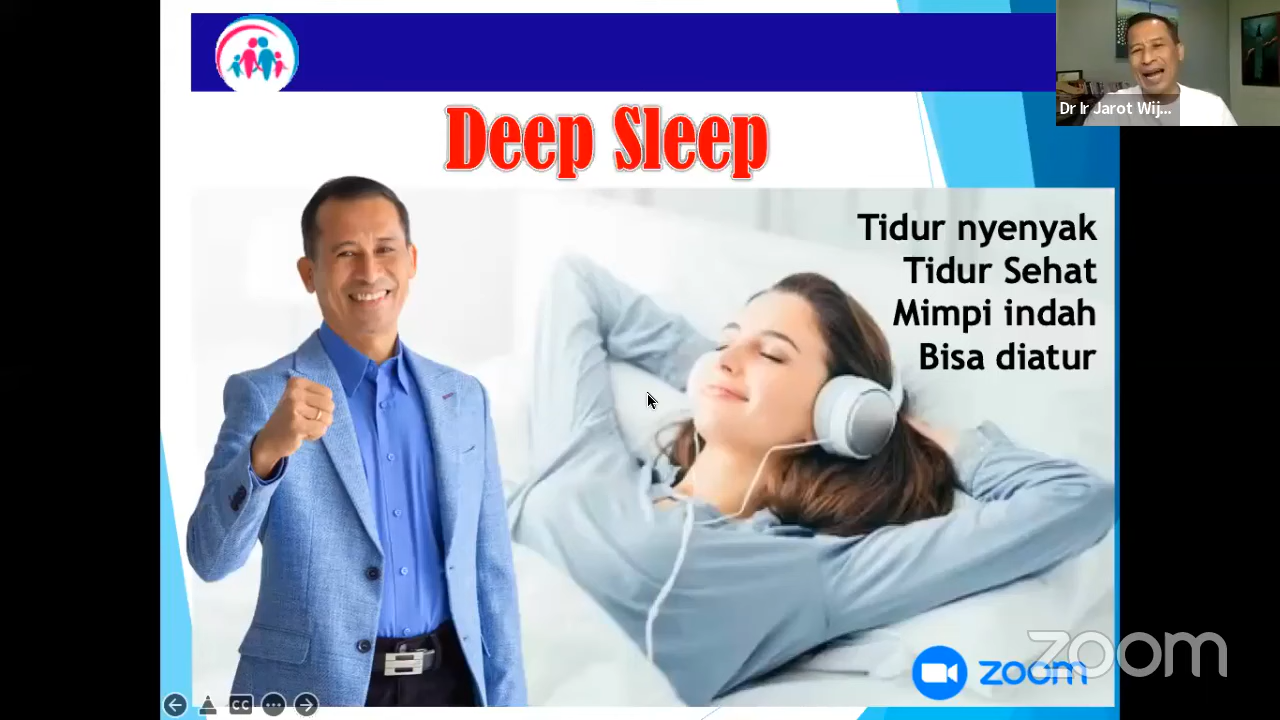 Dr Ir Jarot Wij...
Deep Sleep
Tidur nyenyak
Tidur Sehat
Mimpi indah
Bisa diatur
zoom
zoom
CC